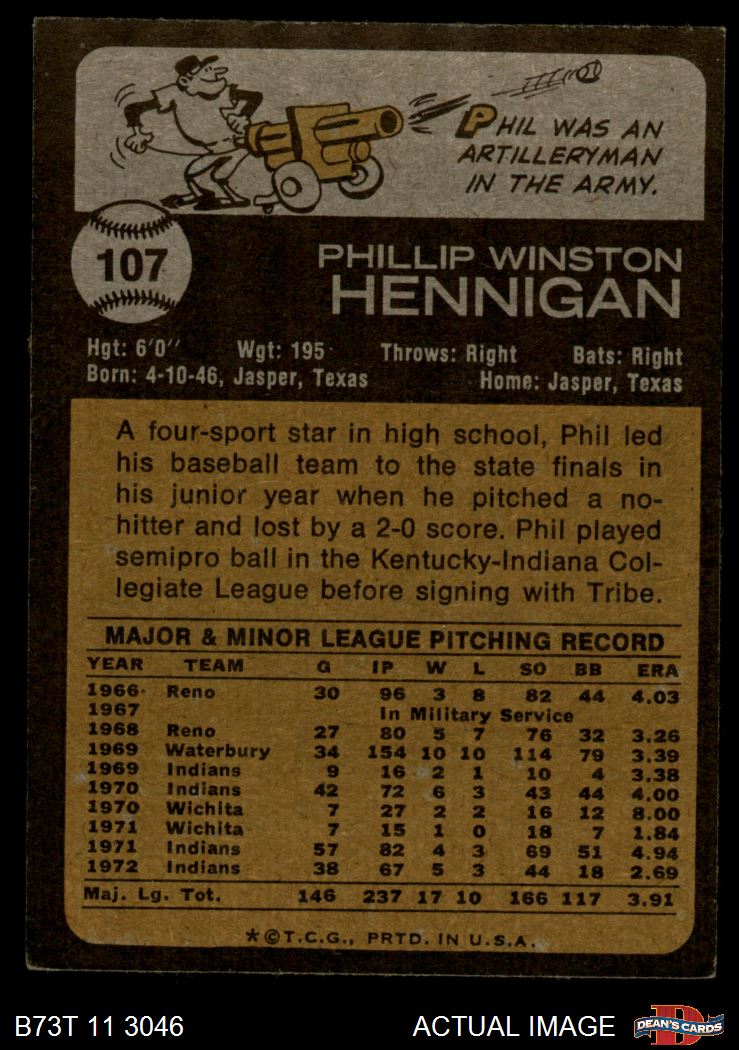 PHIL WAS AN
ARTILLERYMAN
IN THE ARMY.
107
PHILLIP WINSTON
HENNIGAN
Hgt: 6'0" Wgt: 195 Throws: Right Bats: Right
Born: 4-10-46, Jasper, Texas Home: Jasper, Texas
A four-sport star in high school, Phil led
his baseball team to the state finals in
his junior year when he pitched a no-
hitter and lost by a 2-0 score. Phil played
semipro ball in the Kentucky-Indiana Col-
legiate League before signing with Tribe.
MAJOR & MINOR LEAGUE PITCHING RECORD
YEAR TEAM G IP W L SO BB ERA
1966 Reno 30 96 3 8 82 44 4.03
1967 In Military Service
1968 Reno 27 80 5 7 76 32 3.26
1969 Waterbury 34 154 10 10 114 79 3.39
1969 Indians 9 16 2 1 10 4 3.38
1970 Indians 42 72 6 3 43 44 4.00
1970 Wichita 7 27 2 2 16 12 8.00
1971 Wichita 7 15 1 0 18 7 1.84
1971 Indians 57 82 4 3 69 51 4.94
1972 Indians 38 67 5 3 44 18 2.69
Maj. Lg. Tot. 146 237 17 10 166 117 3.91
*©T.C.G., PRTD. IN U.S.A.
B73T 11 3046 ACTUAL IMAGE D DEAN'S CARDS